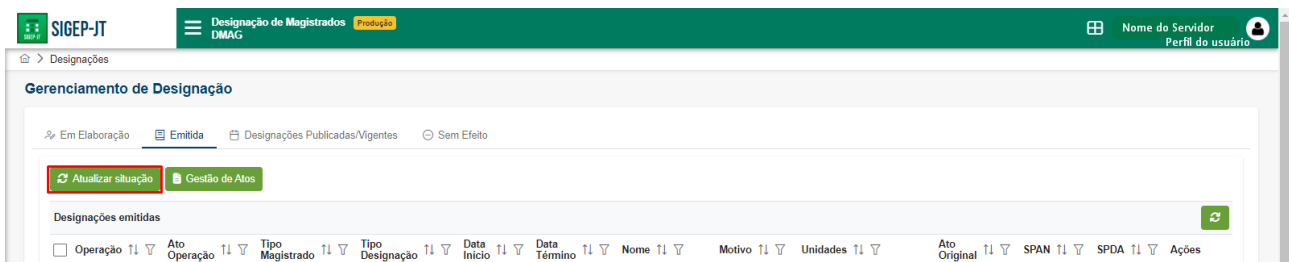 SIGEP-JT
Designação de Magistrados Produção
DMAG
Nome do Servidor
Perfil do usuário
Designações
Gerenciamento de Designação
Em Elaboração Emitida Designações Publicadas/Vigentes Sem Efeito
Atualizar situação Gestão de Atos
Designações emitidas
Operação Ato Operação Tipo Magistrado Tipo Designação Data Início Data Término Nome Motivo Unidades Ato Original SPAN SPDA Ações